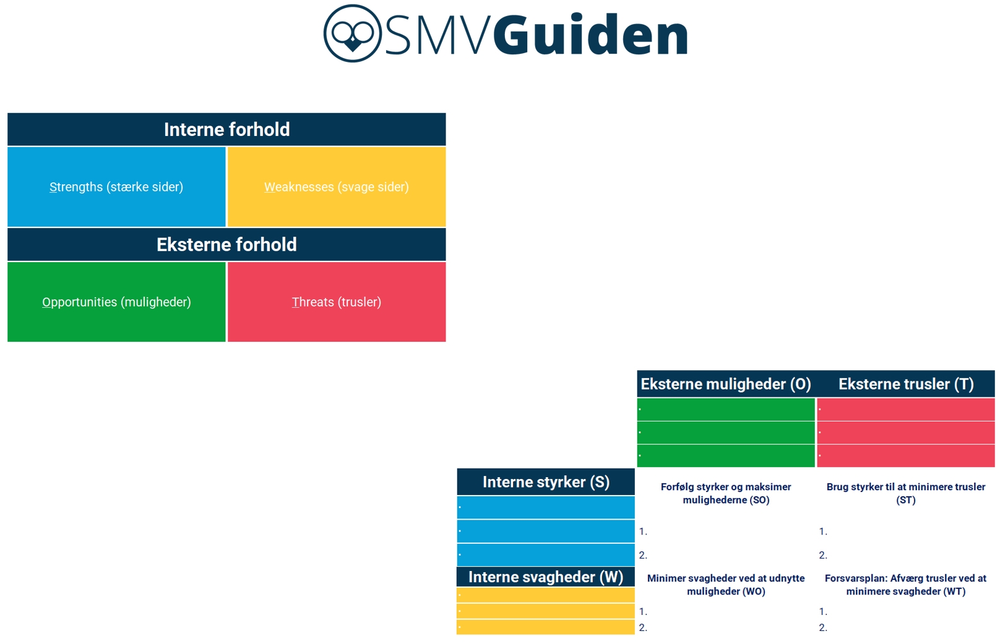 SMVGuiden
Interne forhold
Strengths (stærke sider)
Weaknesses (svage sider)
Eksterne forhold
Opportunities (muligheder)
Threats (trusler)
Eksterne muligheder (O)
Eksterne trusler (T)
Interne styrker (S)
Forfølg styrker og maksimer
mulighederne (SO)
1.
2.
Brug styrker til at minimere trusler
(ST)
1.
2.
Interne svagheder (W)
Minimer svagheder ved at udnytte
muligheder (WO)
1.
2.
Forsvarsplan: Afværg trusler ved at
minimere svagheder (WT)
1.
2.